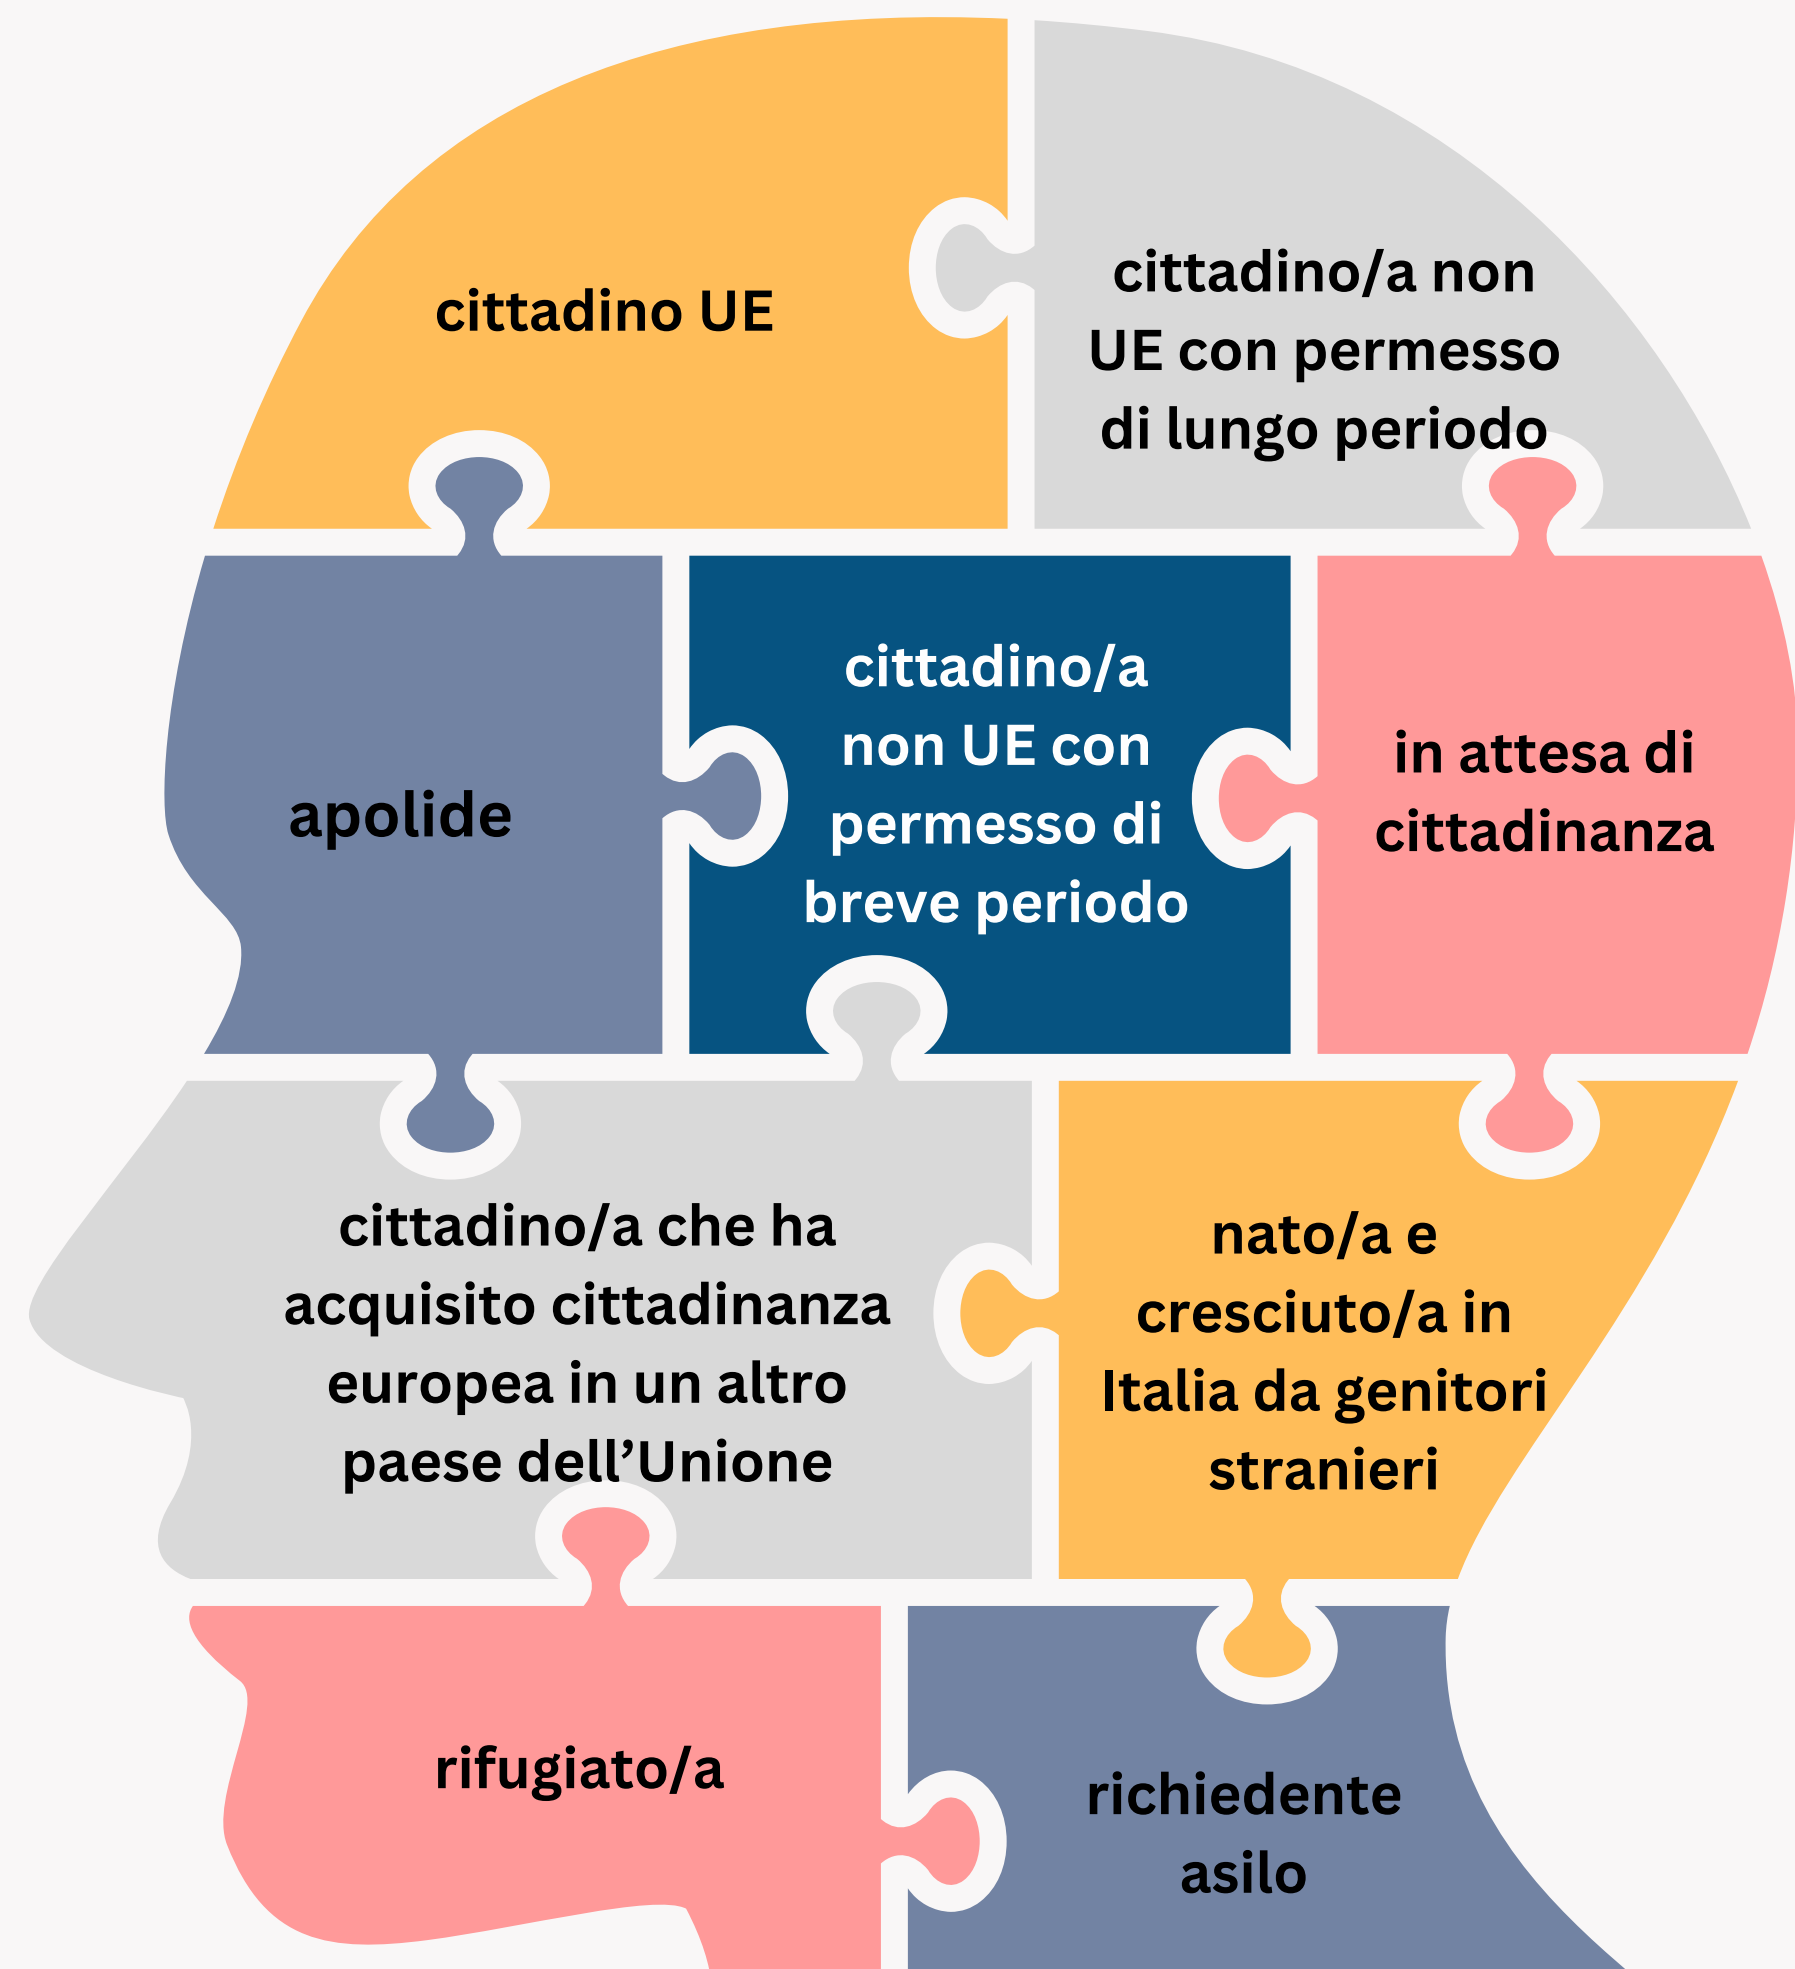 cittadino UE
cittadino/a non
UE con permesso
di lungo periodo
apolide
cittadino/a
non UE con
permesso di
breve periodo
in attesa di
cittadinanza
cittadino/a che ha
acquisito cittadinanza
europea in un altro
paese dell’Unione
nato/a e
cresciuto/a in
Italia da genitori
stranieri
rifugiato/a
richiedente
asilo